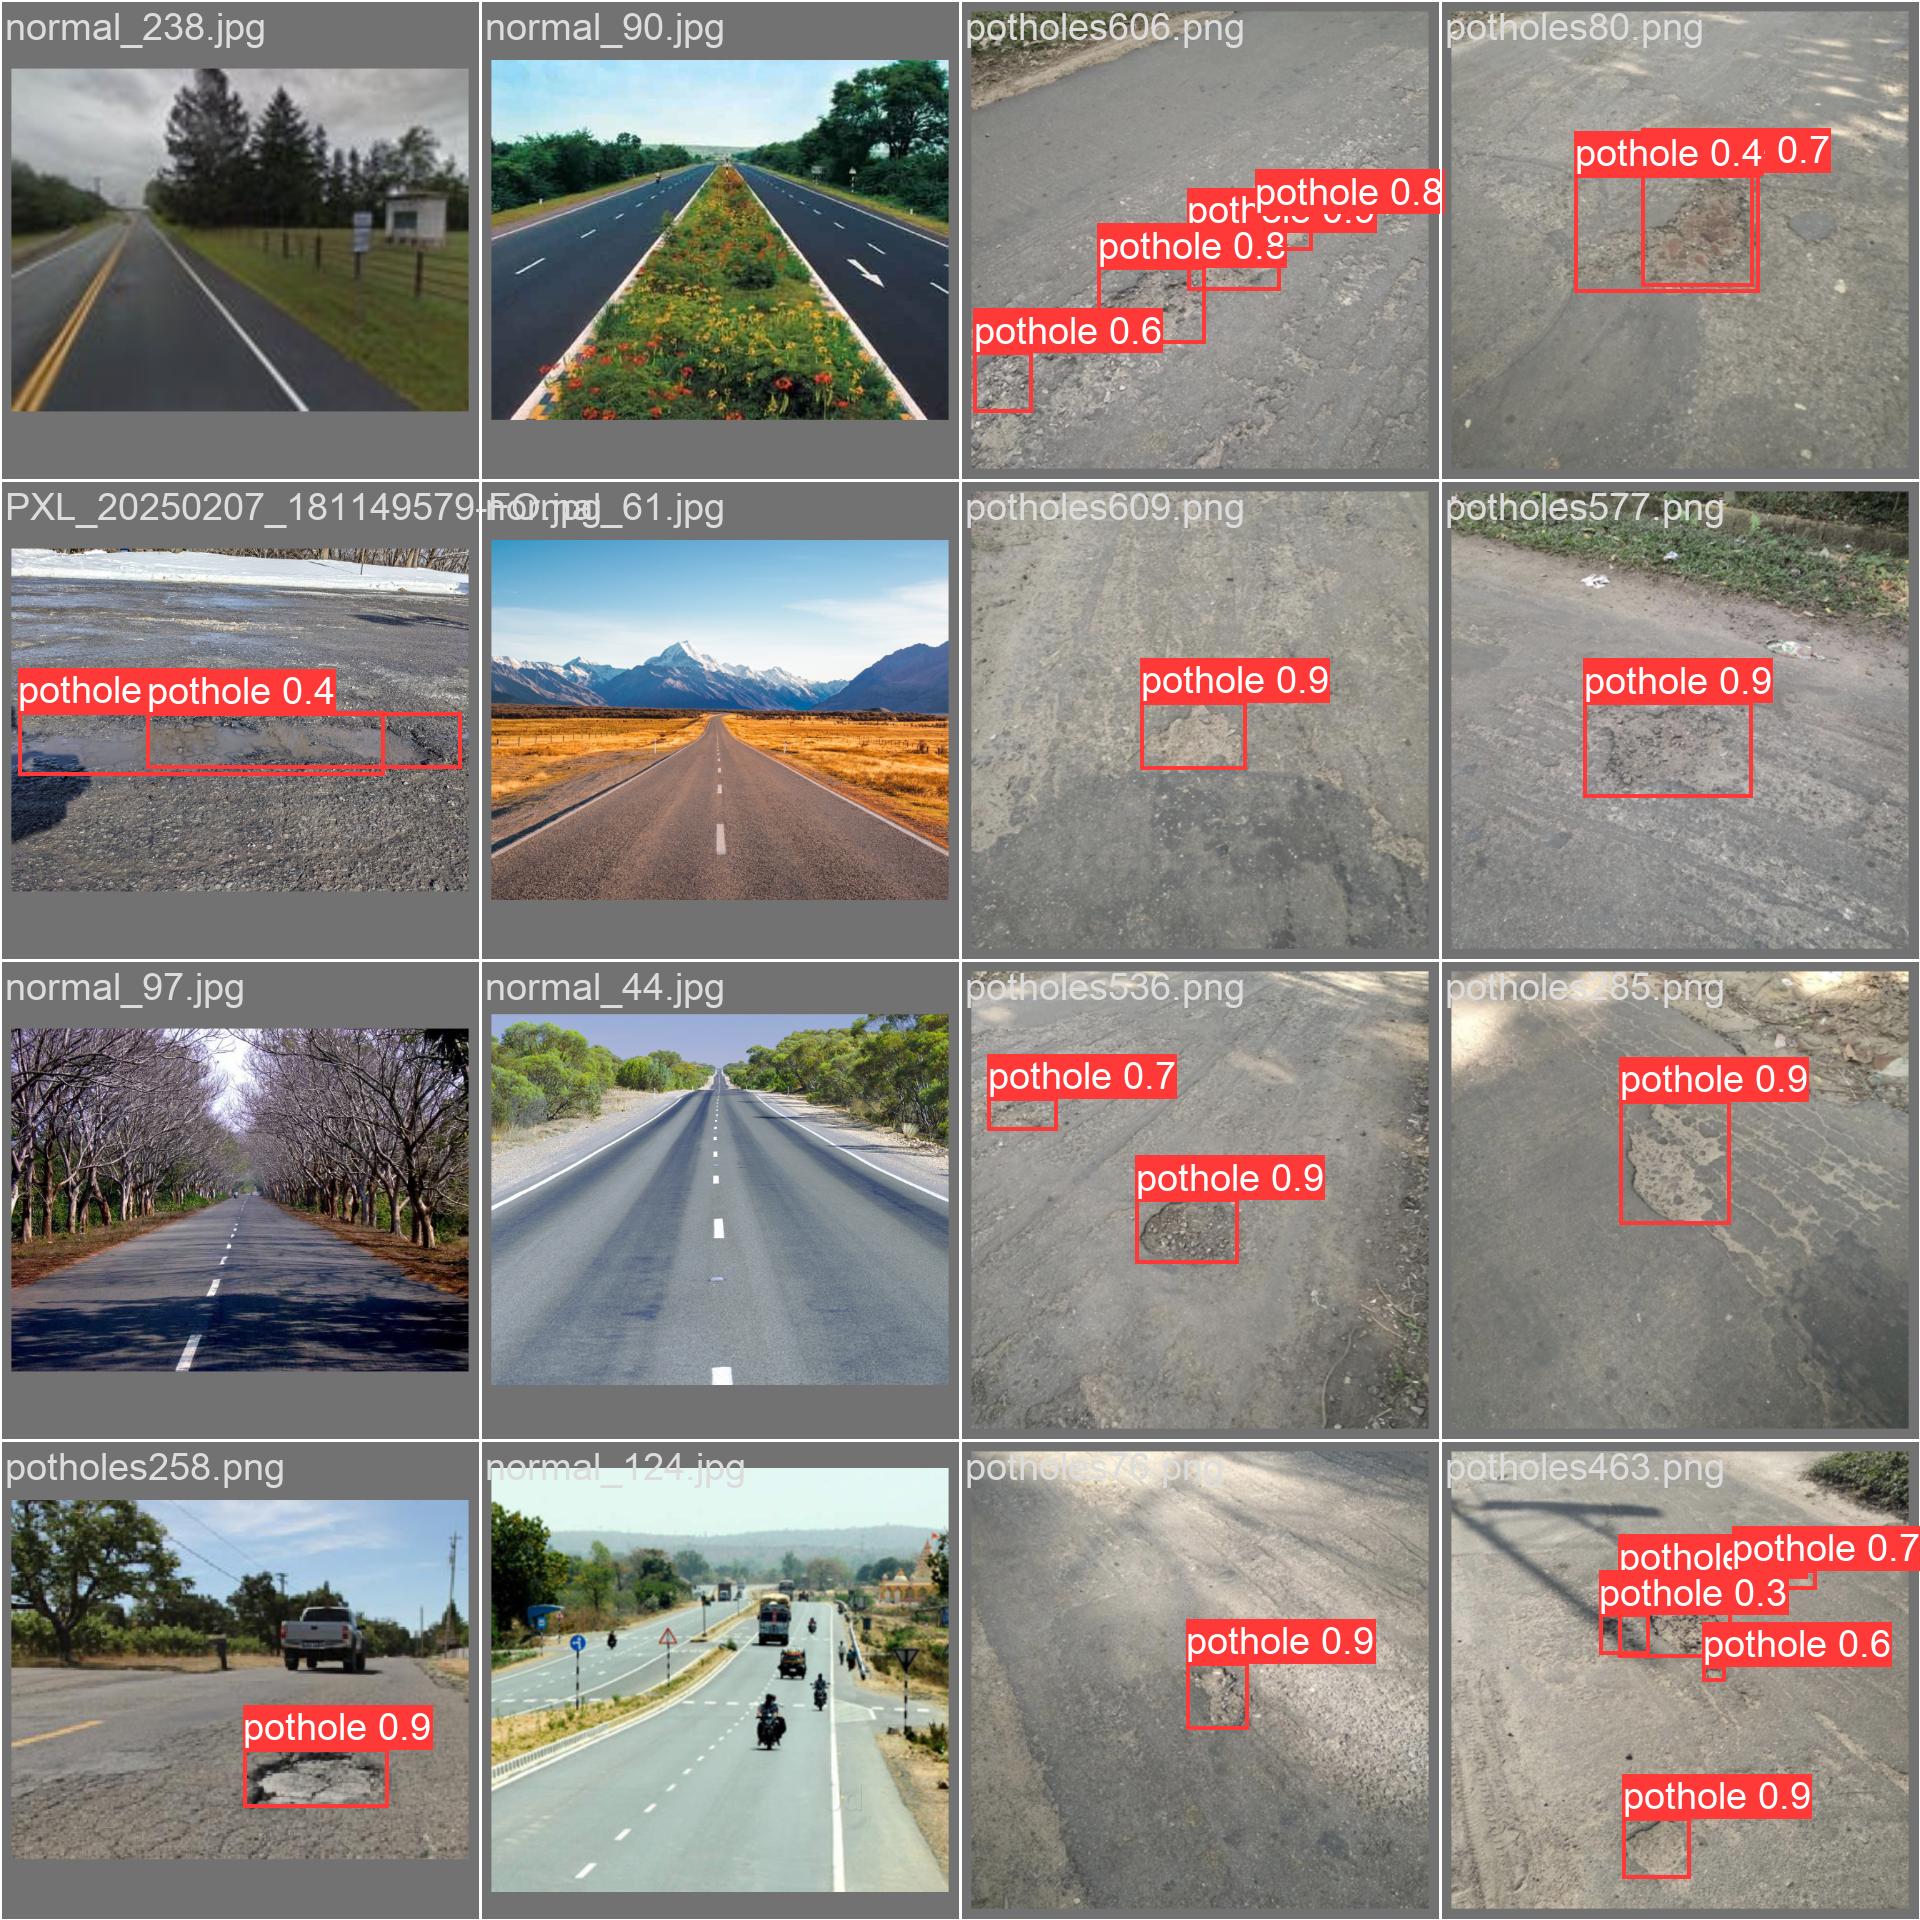 normal_238.jpg
normal_90.jpg
potholes606.png
potholes80.png
pothole 0.8
pothole 0.8
pothole 0.6
pothole 0.4
0.7
PXL_20250207_181149579-
normal_61.jpg
potholes609.png
potholes577.png
pothole
pothole 0.4
pothole 0.9
pothole 0.9
normal_97.jpg
normal_44.jpg
potholes536.png
potholes285.png
pothole 0.7
pothole 0.9
pothole 0.9
potholes258.png
normal_124.jpg
potholes76.png
potholes463.png
pothole 0.9
pothole 0.9
pothole
pothole 0.7
pothole 0.3
pothole 0.6
pothole 0.9